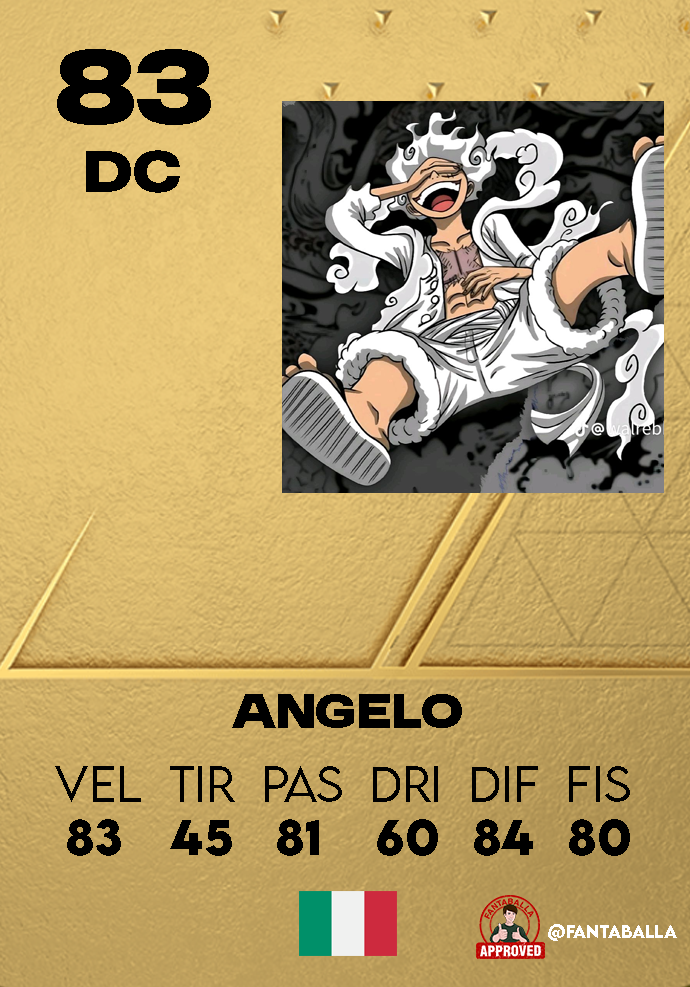 83
DC
ANGELO
VEL TIR PAS DRI DIF FIS
83 45 81 60 84 80
FANTABALLA
APPROVED
@FANTABALLA